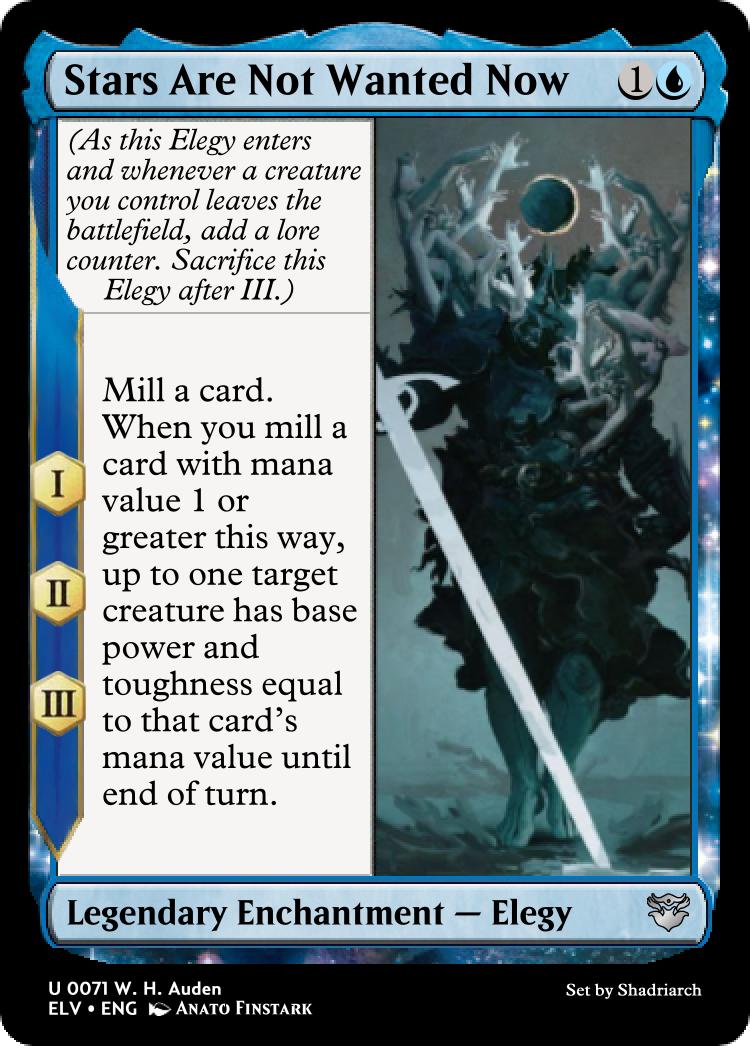 Stars Are Not Wanted Now 1
(As this Elegy enters
and whenever a creature
you control leaves the
battlefield, add a lore
counter. Sacrifice this
Elegy after III.)
Mill a card.
When you mill a
card with mana
value 1 or
greater this way,
up to one target
creature has base
power and
toughness equal
to that card's
mana value until
end of turn.
I
II
III
Legendary Enchantment — Elegy
U 0071 W. H. Auden
ELV • ENG Anato Finstark
Set by Shadriarch